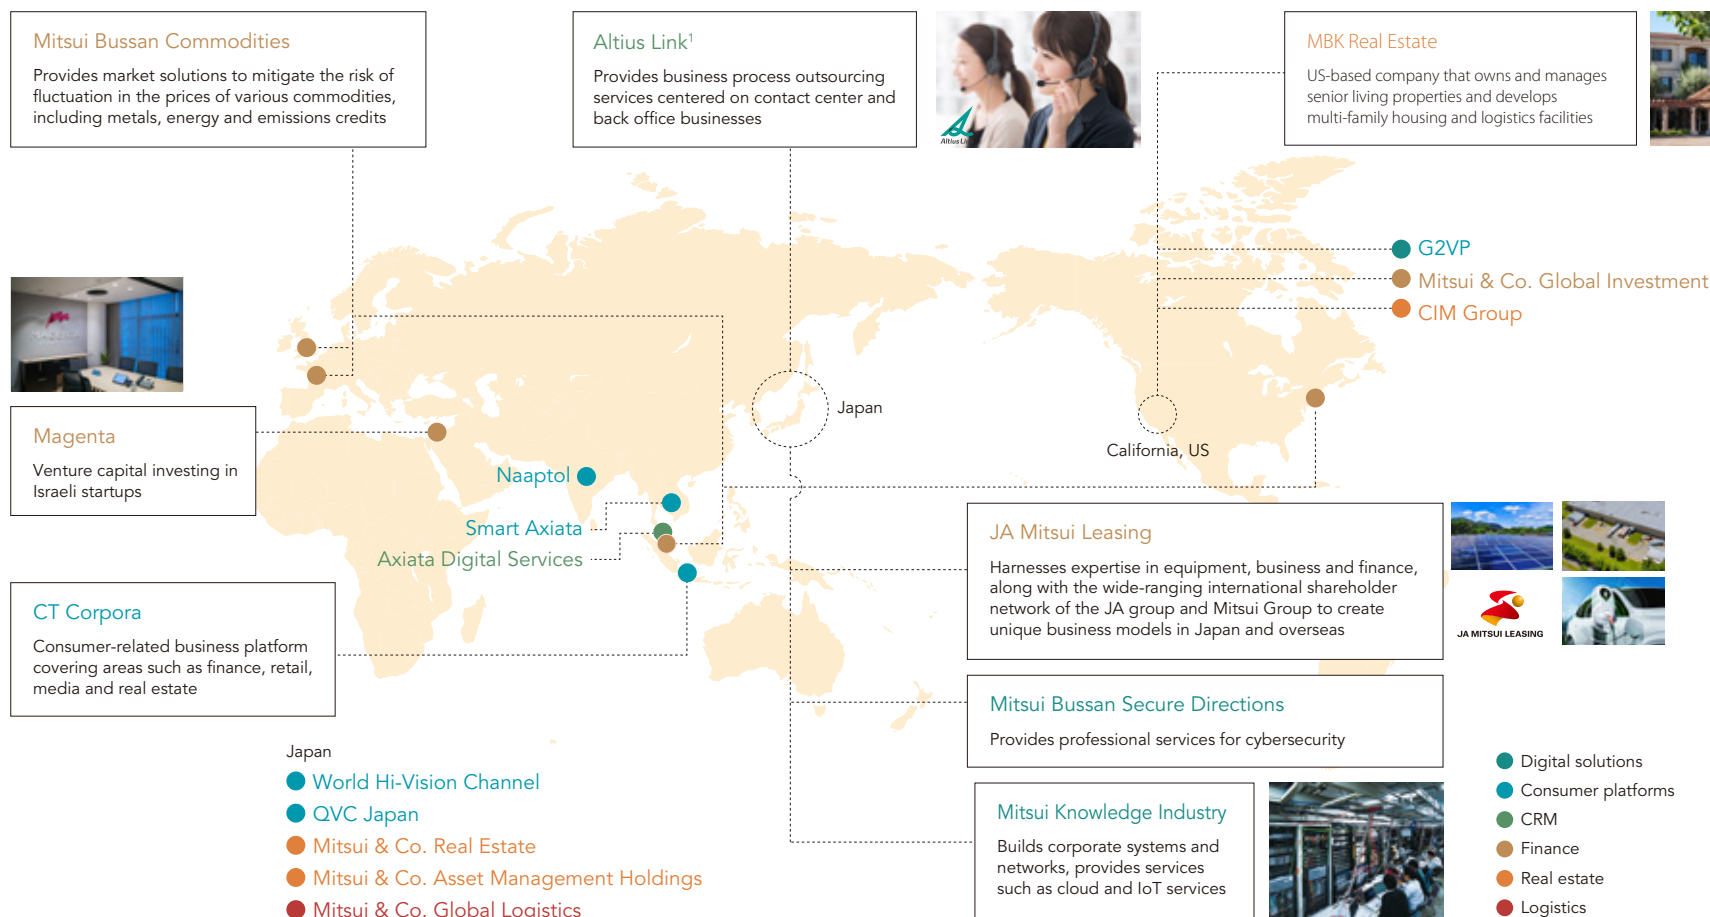 Mitsui Bussan Commodities
Provides market solutions to mitigate the risk of
fluctuation in the prices of various commodities,
including metals, energy and emissions credits
Altius Link1
Provides business process outsourcing
services centered on contact center and
back office businesses
MBK Real Estate
US-based company that owns and manages
senior living properties and develops
multi-family housing and logistics facilities
G2VP
Mitsui & Co. Global Investment
CIM Group
Japan
California, US
Magenta
Venture capital investing in
Israeli startups
Naaptol
Smart Axiata
Axiata Digital Services
CT Corpora
Consumer-related business platform
covering areas such as finance, retail,
media and real estate
JA Mitsui Leasing
Harnesses expertise in equipment, business and finance,
along with the wide-ranging international shareholder
network of the JA group and Mitsui Group to create
unique business models in Japan and overseas
JA MITSUI LEASING
Mitsui Bussan Secure Directions
Provides professional services for cybersecurity
Mitsui Knowledge Industry
Builds corporate systems and
networks, provides services
such as cloud and IoT services
Japan
World Hi-Vision Channel
QVC Japan
Mitsui & Co. Real Estate
Mitsui & Co. Asset Management Holdings
Mitsui & Co. Global Logistics
Digital solutions
Consumer platforms
CRM
Finance
Real estate
Logistics